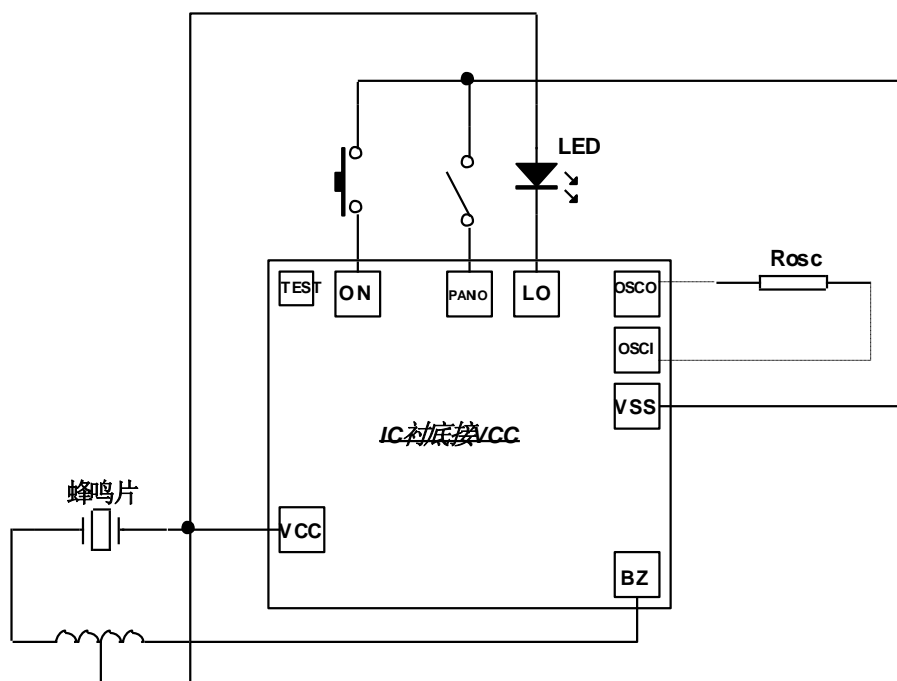 LED
Rosc
TEST
ON
PANO
LO
OSCO
OSCI
VSS
IC衬底接VCC
蜂鸣片
VCC
BZ